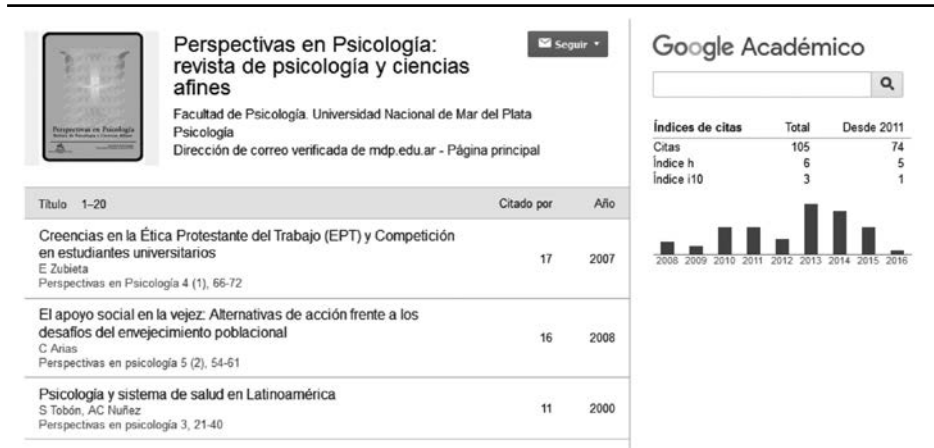 Perspectivas en Psicología:
revista de psicología y ciencias
afines
Seguir
Facultad de Psicología. Universidad Nacional de Mar del Plata
Psicología
Dirección de correo verificada de mdp.edu.ar - Página principal
Perspectivas en Psicología
Título 1–20 Citado por Año
Creencias en la Ética Protestante del Trabajo (EPT) y Competición
en estudiantes universitarios
E Zubieta
Perspectivas en Psicología 4 (1), 66-72
17 2007
El apoyo social en la vejez: Alternativas de acción frente a los
desafíos del envejecimiento poblacional
C Arias
Perspectivas en psicología 5 (2), 54-61
16 2008
Psicología y sistema de salud en Latinoamérica
S Tobón, AC Nuñez
Perspectivas en psicología 3, 21-40
11 2000
Google Académico
Índices de citas Total Desde 2011
Citas 105 74
Índice h 6 5
Índice i10 3 1
2008 2009 2010 2011 2012 2013 2014 2015 2016